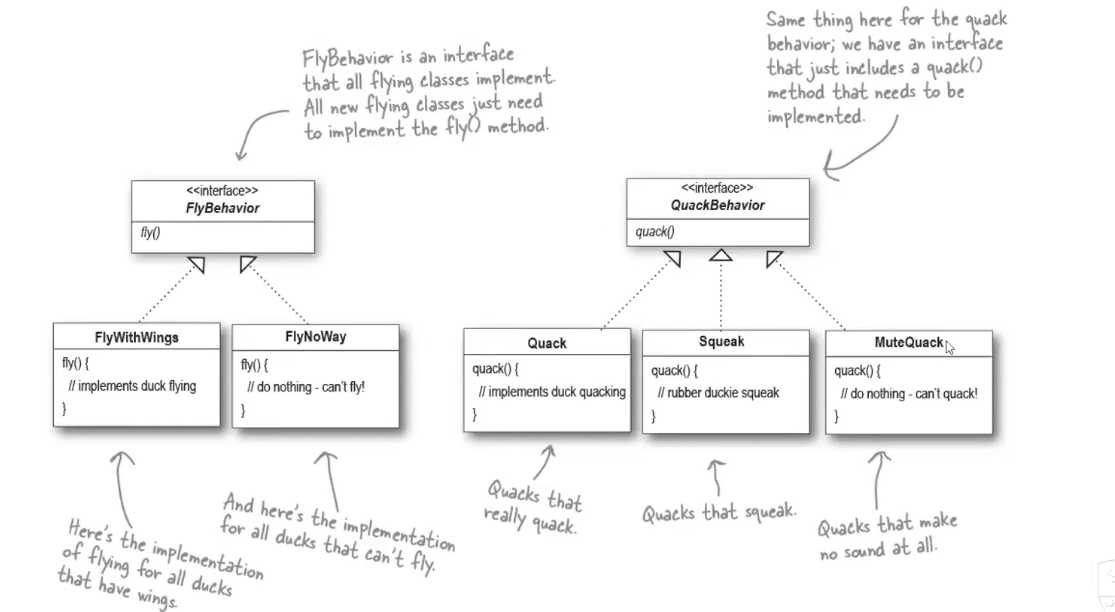 FlyBehavior is an interface
that all flying classes implement.
All new flying classes just need
to implement the fly() method.
Same thing here for the quack
behavior; we have an interface
that just includes a quack()
method that needs to be
implemented.
<<interface>>
FlyBehavior
fly()
<<interface>>
QuackBehavior
quack()
FlyWithWings
fly() {
// implements duck flying
}
FlyNoWay
fly() {
// do nothing - can't fly!
}
Quack
quack() {
// implements duck quacking
}
Squeak
quack() {
// rubber duckie squeak
}
MuteQuack
quack() {
// do nothing - can't quack!
}
Here's the implementation
of flying for all ducks
that have wings.
And here's the implementation
for all ducks that can't fly.
Quacks that
really quack.
Quacks that squeak.
Quacks that make
no sound at all.